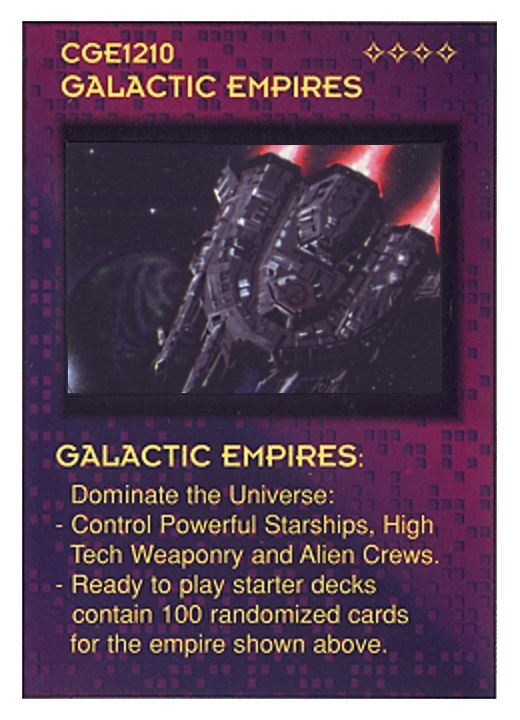 CGE1210
GALACTIC EMPIRES
GALACTIC EMPIRES:
Dominate the Universe:
- Control Powerful Starships, High
Tech Weaponry and Alien Crews.
- Ready to play starter decks
contain 100 randomized cards
for the empire shown above.